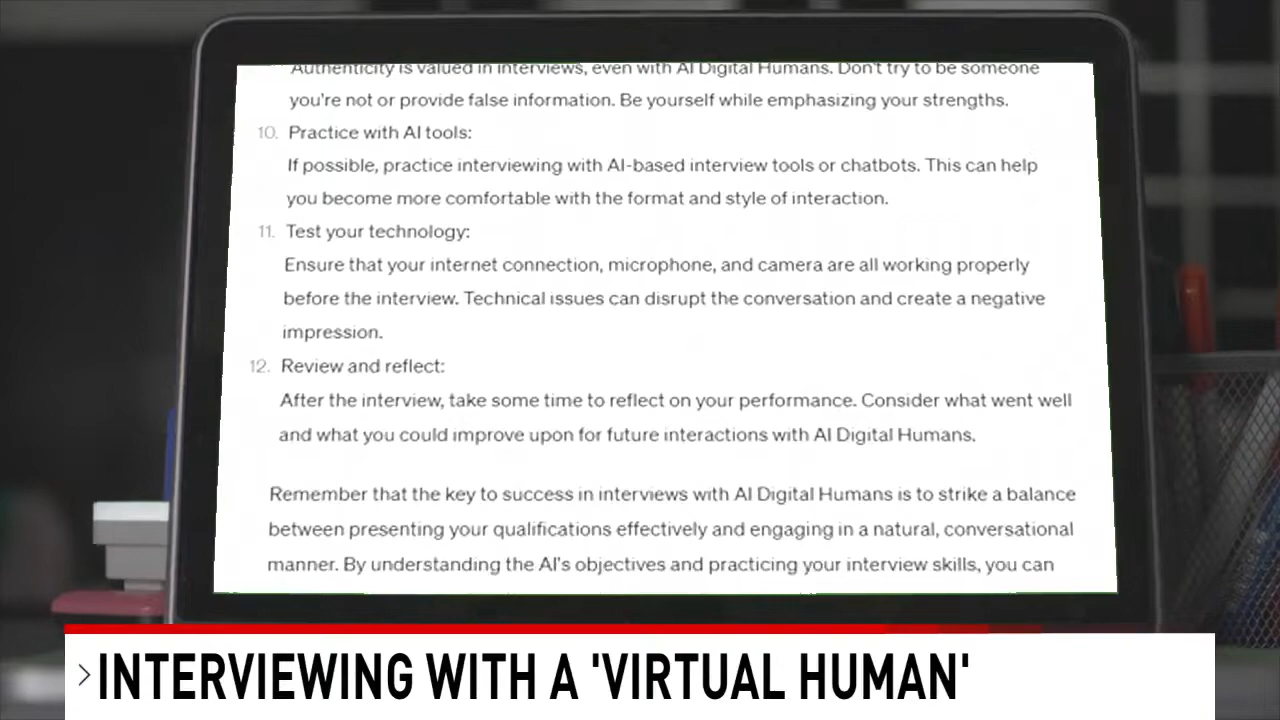 Authenticity is valued in interviews, even with AI Digital Humans. Don't try to be someone
you're not or provide false information. Be yourself while emphasizing your strengths.
10. Practice with AI tools:
If possible, practice interviewing with AI-based interview tools or chatbots. This can help
you become more comfortable with the format and style of interaction.
11. Test your technology:
Ensure that your internet connection, microphone, and camera are all working properly
before the interview. Technical issues can disrupt the conversation and create a negative
impression.
12. Review and reflect:
After the interview, take some time to reflect on your performance. Consider what went well
and what you could improve upon for future interactions with AI Digital Humans.
Remember that the key to success in interviews with AI Digital Humans is to strike a balance
between presenting your qualifications effectively and engaging in a natural, conversational
manner. By understanding the AI's objectives and practicing your interview skills, you can
>INTERVIEWING WITH A 'VIRTUAL HUMAN'